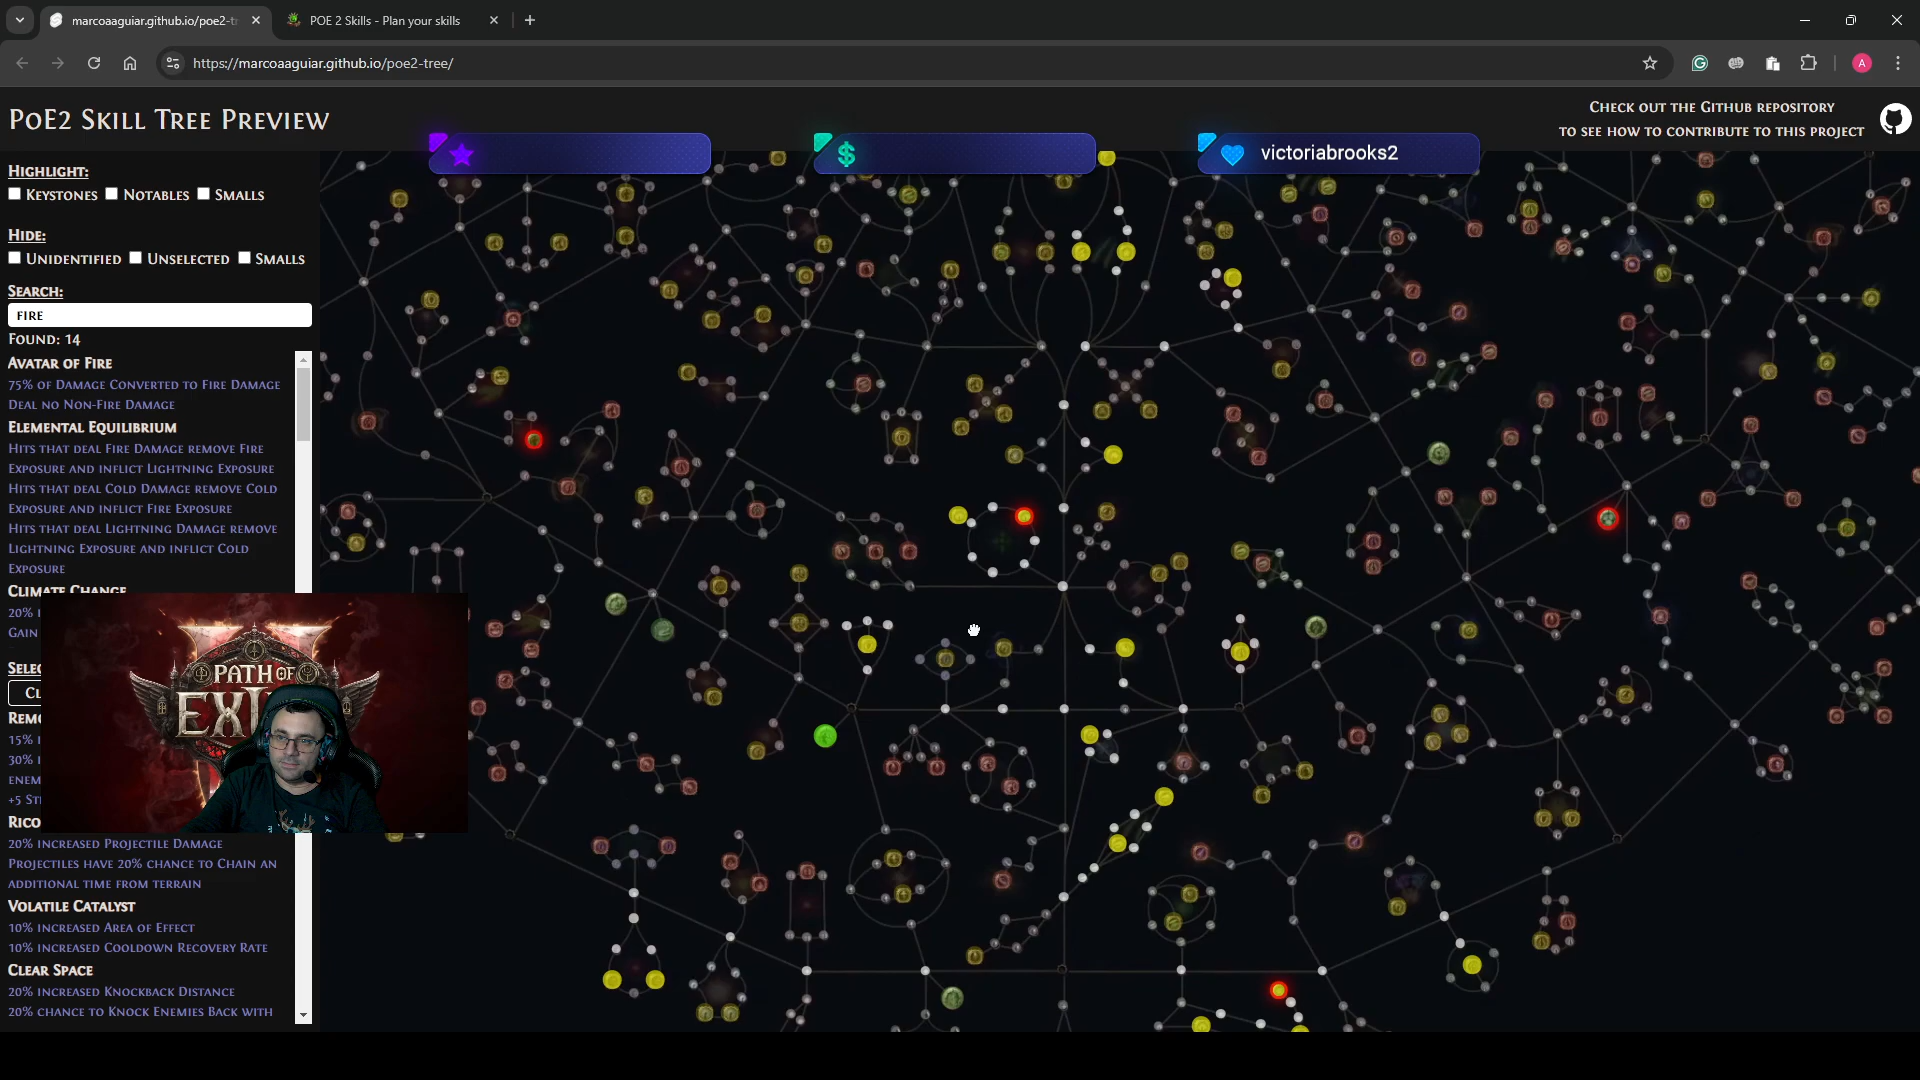 marcoaaguiar.github.io/poe2-tr
POE 2 Skills - Plan your skills
https://marcoaaguiar.github.io/poe2-tree/
A
PoE2 Skill Tree Preview
Check out the Github repository
to see how to contribute to this project
victoriabrooks2
Highlight:
Keystones Notables Smalls
Hide:
Unidentified Unselected Smalls
Search:
fire
Found: 14
Avatar of Fire
75% of Damage Converted to Fire Damage
Deal no Non-Fire Damage
Elemental Equilibrium
Hits that deal Fire Damage remove Fire
Exposure and inflict Lightning Exposure
Hits that deal Cold Damage remove Cold
Exposure and inflict Fire Exposure
Hits that deal Lightning Damage remove
Lightning Exposure and inflict Cold
Exposure
Climate Change
20%
Gain
PATH OF
15%
30%
+5
20% increased Projectile Damage
Projectiles have 20% chance to Chain an
additional time from terrain
Volatile Catalyst
10% increased Area of Effect
10% increased Cooldown Recovery Rate
Clear Space
20% increased Knockback Distance
20% chance to Knock Enemies Back with